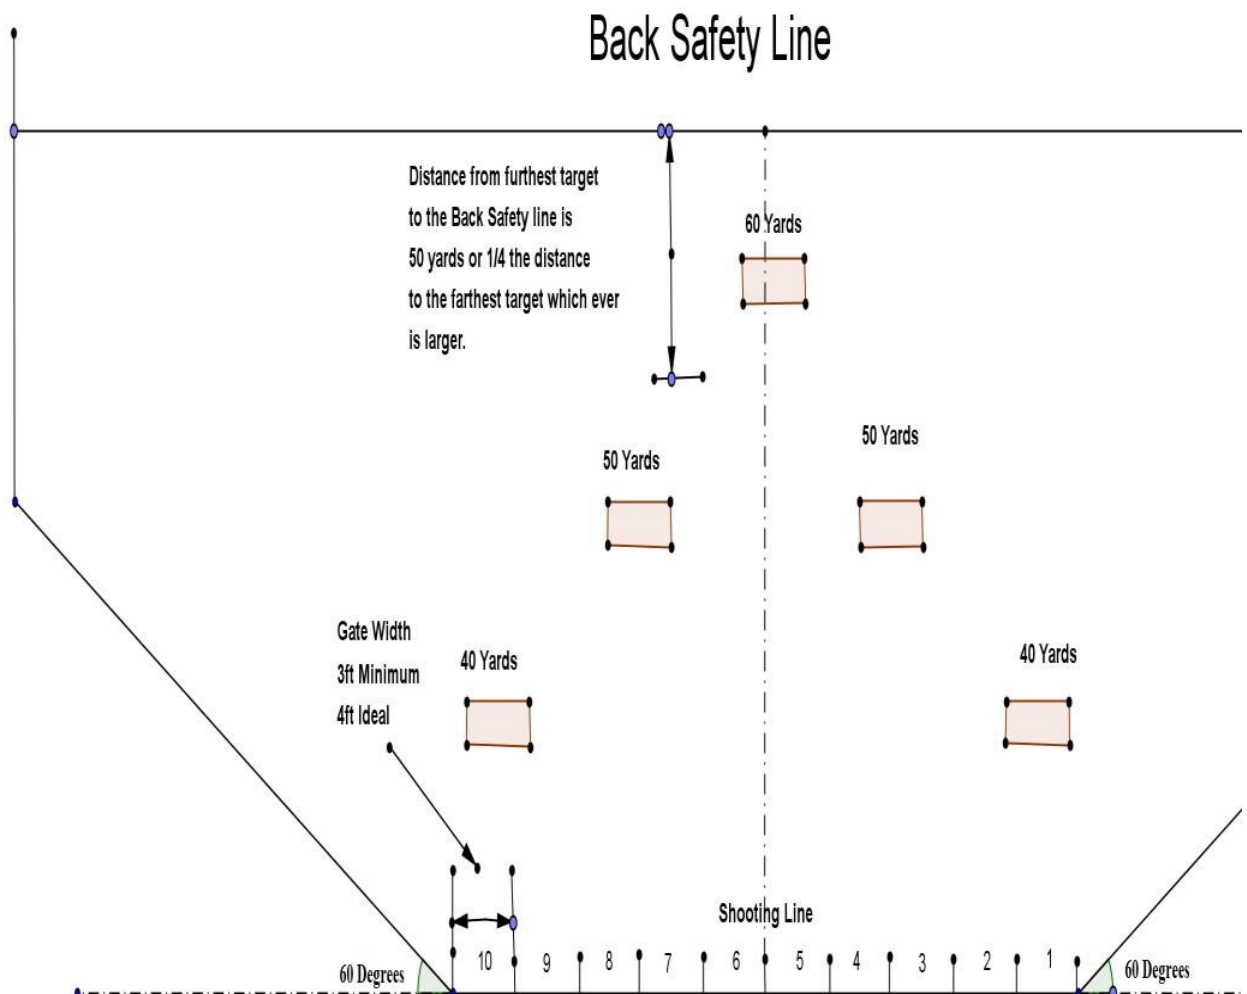 Back Safety Line
Distance from furthest target
to the Back Safety line is
50 yards or 1/4 the distance
to the farthest target which ever
is larger.
60 Yards
50 Yards
50 Yards
Gate Width
3ft Minimum
4ft Ideal
40 Yards
40 Yards
Shooting Line
10 9 8 7 6 5 4 3 2 1
60 Degrees
60 Degrees